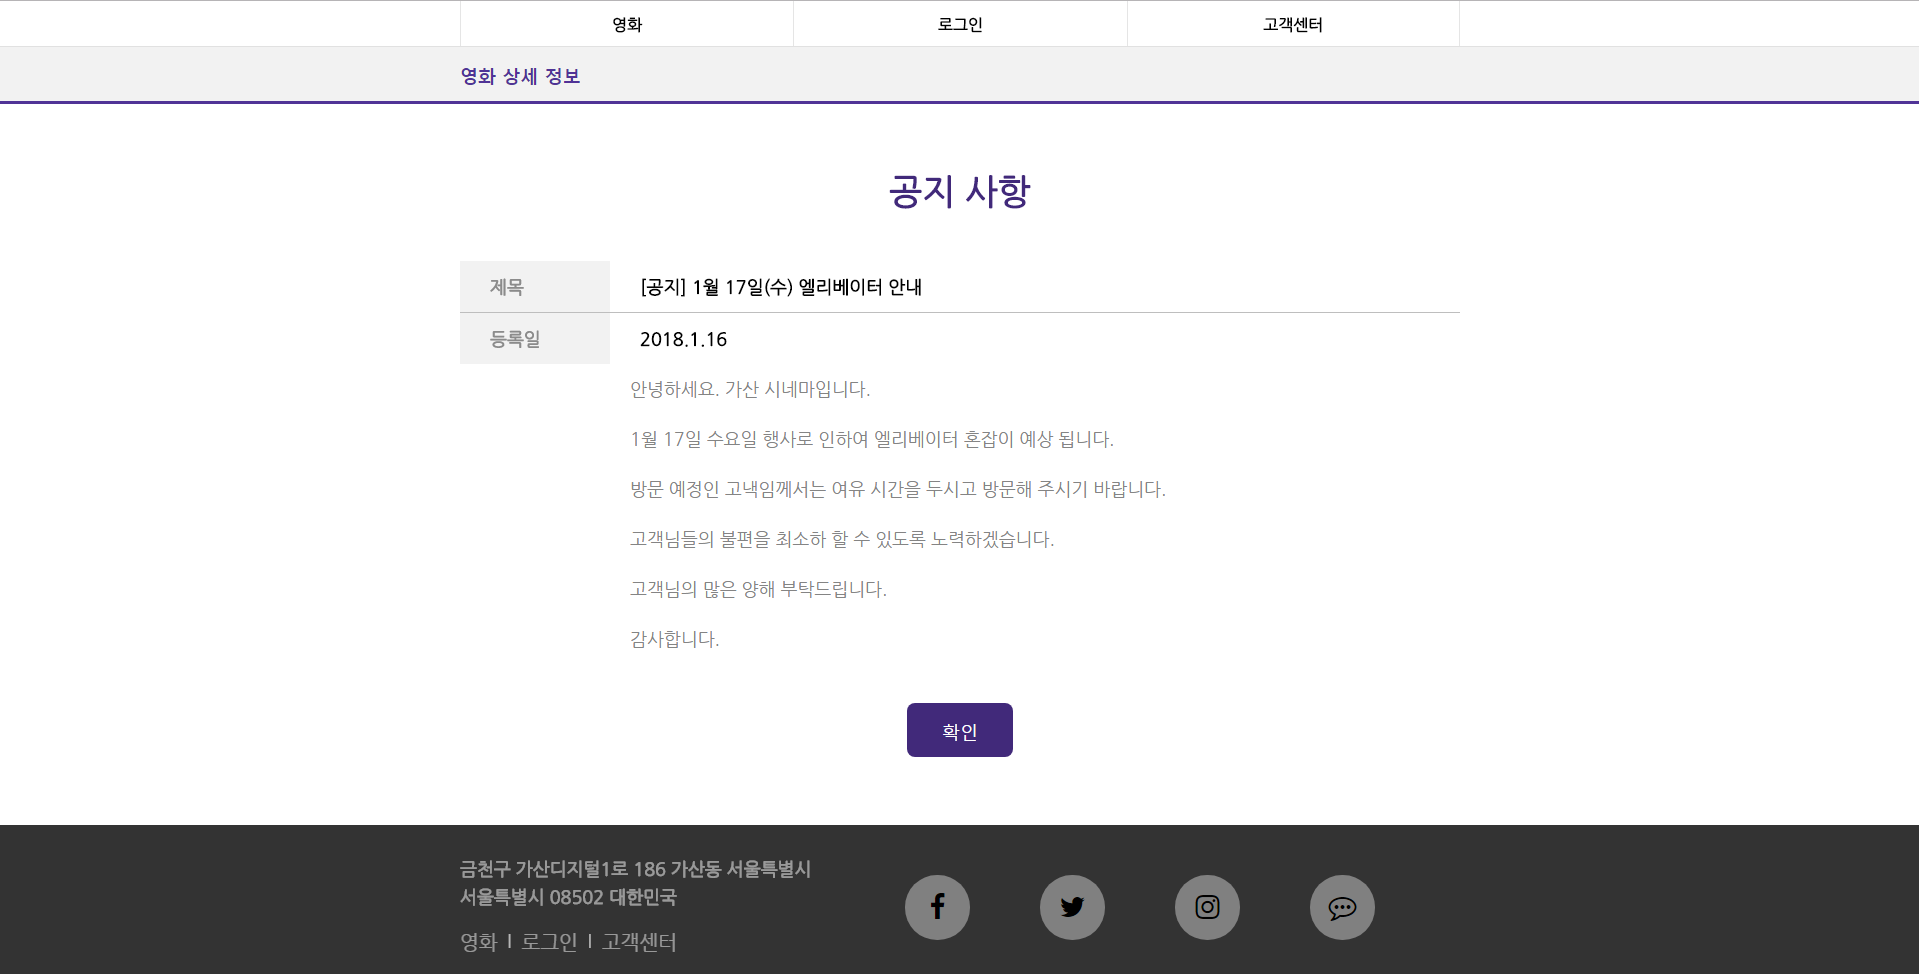 영화
로그인
고객센터
영화 상세 정보
공지 사항
제목
[공지] 1월 17일(수) 엘리베이터 안내
등록일
2018.1.16
안녕하세요. 가산 시네마입니다.
1월 17일 수요일 행사로 인하여 엘리베이터 혼잡이 예상 됩니다.
방문 예정인 고낵임께서는 여유 시간을 두시고 방문해 주시기 바랍니다.
고객님들의 불편을 최소하 할 수 있도록 노력하겠습니다.
고객님의 많은 양해 부탁드립니다.
감사합니다.
확인
금천구 가산디지털1로 186 가산동 서울특별시
서울특별시 08502 대한민국
영화 l 로그인 l 고객센터